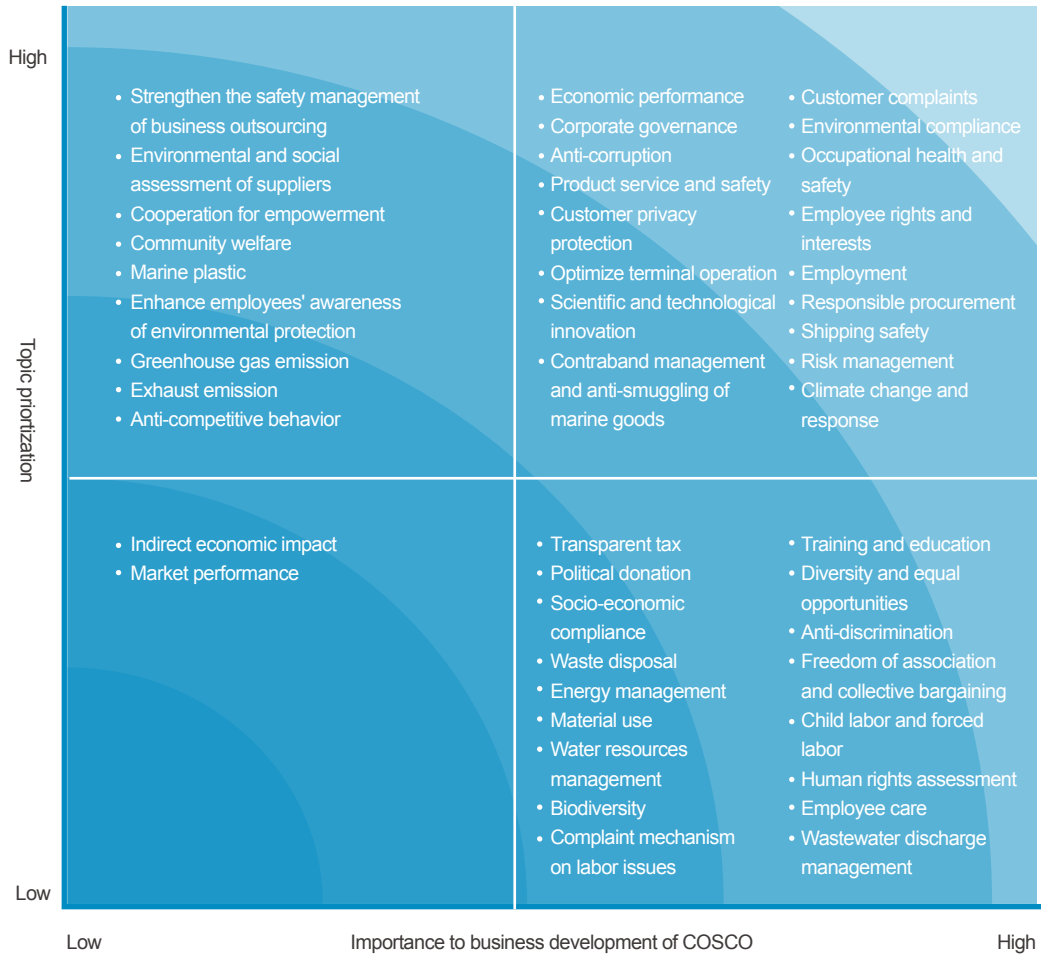 High
• Strengthen the safety management
of business outsourcing
• Environmental and social
assessment of suppliers
• Cooperation for empowerment
• Community welfare
• Marine plastic
• Enhance employees' awareness
of environmental protection
• Greenhouse gas emission
• Exhaust emission
• Anti-competitive behavior
• Economic performance
• Corporate governance
• Anti-corruption
• Product service and safety
• Customer privacy
protection
• Optimize terminal operation
• Scientific and technological
innovation
• Contraband management
and anti-smuggling of
marine goods
• Customer complaints
• Environmental compliance
• Occupational health and
safety
• Employee rights and
interests
• Employment
• Responsible procurement
• Shipping safety
• Risk management
• Climate change and
response
Topic priortization
• Indirect economic impact
• Market performance
• Transparent tax
• Political donation
• Socio-economic
compliance
• Waste disposal
• Energy management
• Material use
• Water resources
management
• Biodiversity
• Complaint mechanism
on labor issues
• Training and education
• Diversity and equal
opportunities
• Anti-discrimination
• Freedom of association
and collective bargaining
• Child labor and forced
labor
• Human rights assessment
• Employee care
• Wastewater discharge
management
Low
Low
Importance to business development of COSCO
High